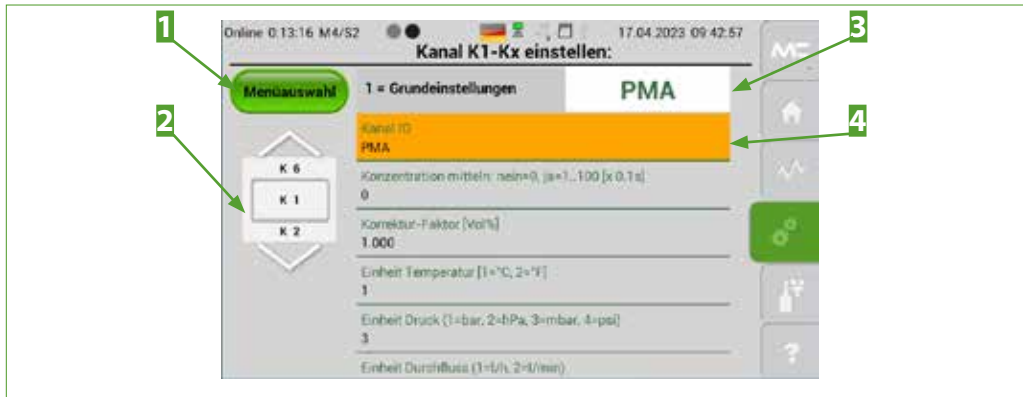 1
2
3
4
Online 0:13:16 M4/S2
17.04.2023 09:42:57
Kanal K1-Kx einstellen:
Menüauswahl
1 = Grundeinstellungen
PMA
Kanal ID
PMA
K 6
K 1
K 2
Konzentration mitteln: nein=0, ja=1..100 [x 0.1s]
0
Korrektur-Faktor [Vol%]
1.000
Einheit Temperatur [1=°C, 2=°F]
1
Einheit Druck (1=bar, 2=hPa, 3=mbar, 4=psi)
3
Einheit Durchfluss (1=l/h, 2=l/min)
?